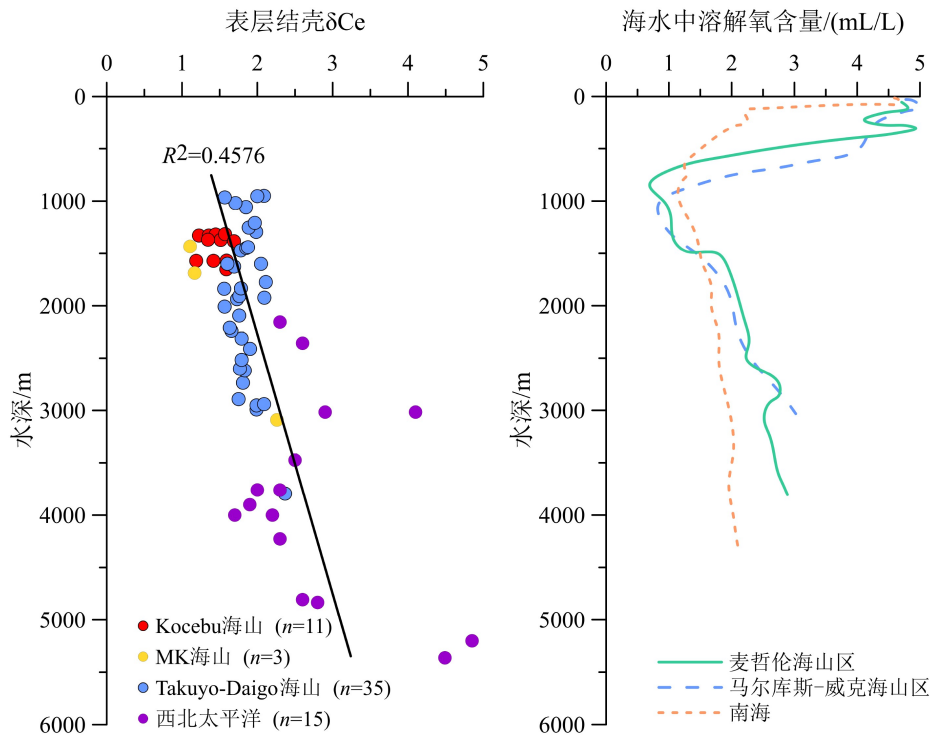 表层结壳δCe
0 1 2 3 4 5
0
1000
2000
3000
4000
5000
6000
水深/m
R2=0.4576
Kocebu海山 (n=11)
MK海山 (n=3)
Takuyo-Daigo海山 (n=35)
西北太平洋 (n=15)
海水中溶解氧含量/(mL/L)
0 1 2 3 4 5
0
1000
2000
3000
4000
5000
6000
水深/m
麦哲伦海山区
马尔库斯-威克海山区
南海